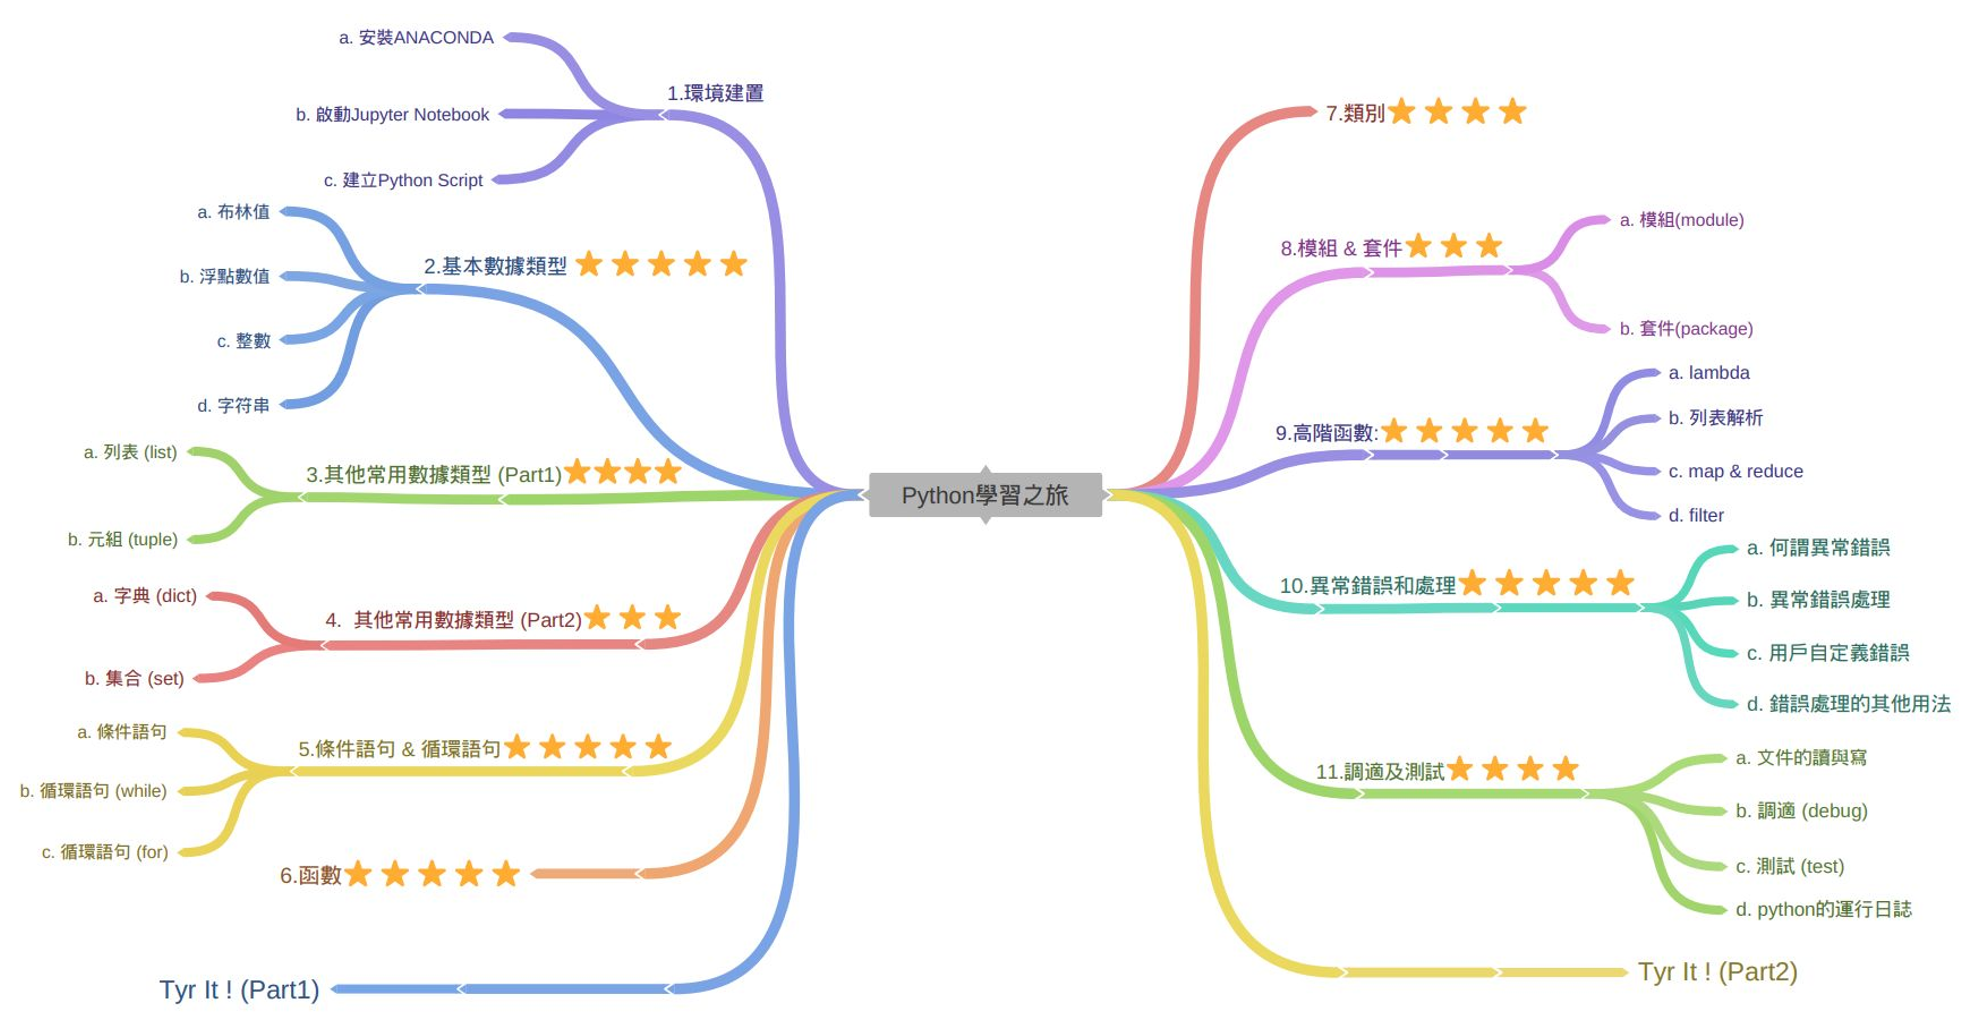 Python學習之旅
1.環境建置
a. 安裝ANACONDA
b. 啟動Jupyter Notebook
c. 建立Python Script
2.基本數據類型
a. 布林值
b. 浮點數值
c. 整數
d. 字符串
3.其他常用數據類型 (Part1)
a. 列表 (list)
b. 元組 (tuple)
4. 其他常用數據類型 (Part2)
a. 字典 (dict)
b. 集合 (set)
5.條件語句 & 循環語句
a. 條件語句
b. 循環語句 (while)
c. 循環語句 (for)
6.函數
Tyr It ! (Part1)
7.類別
8.模組 & 套件
a. 模組(module)
b. 套件(package)
9.高階函數:
a. lambda
b. 列表解析
c. map & reduce
d. filter
10.異常錯誤和處理
a. 何謂異常錯誤
b. 異常錯誤處理
c. 用戶自定義錯誤
d. 錯誤處理的其他用法
11.調適及測試
a. 文件的讀與寫
b. 調適 (debug)
c. 測試 (test)
d. python的運行日誌
Tyr It ! (Part2)